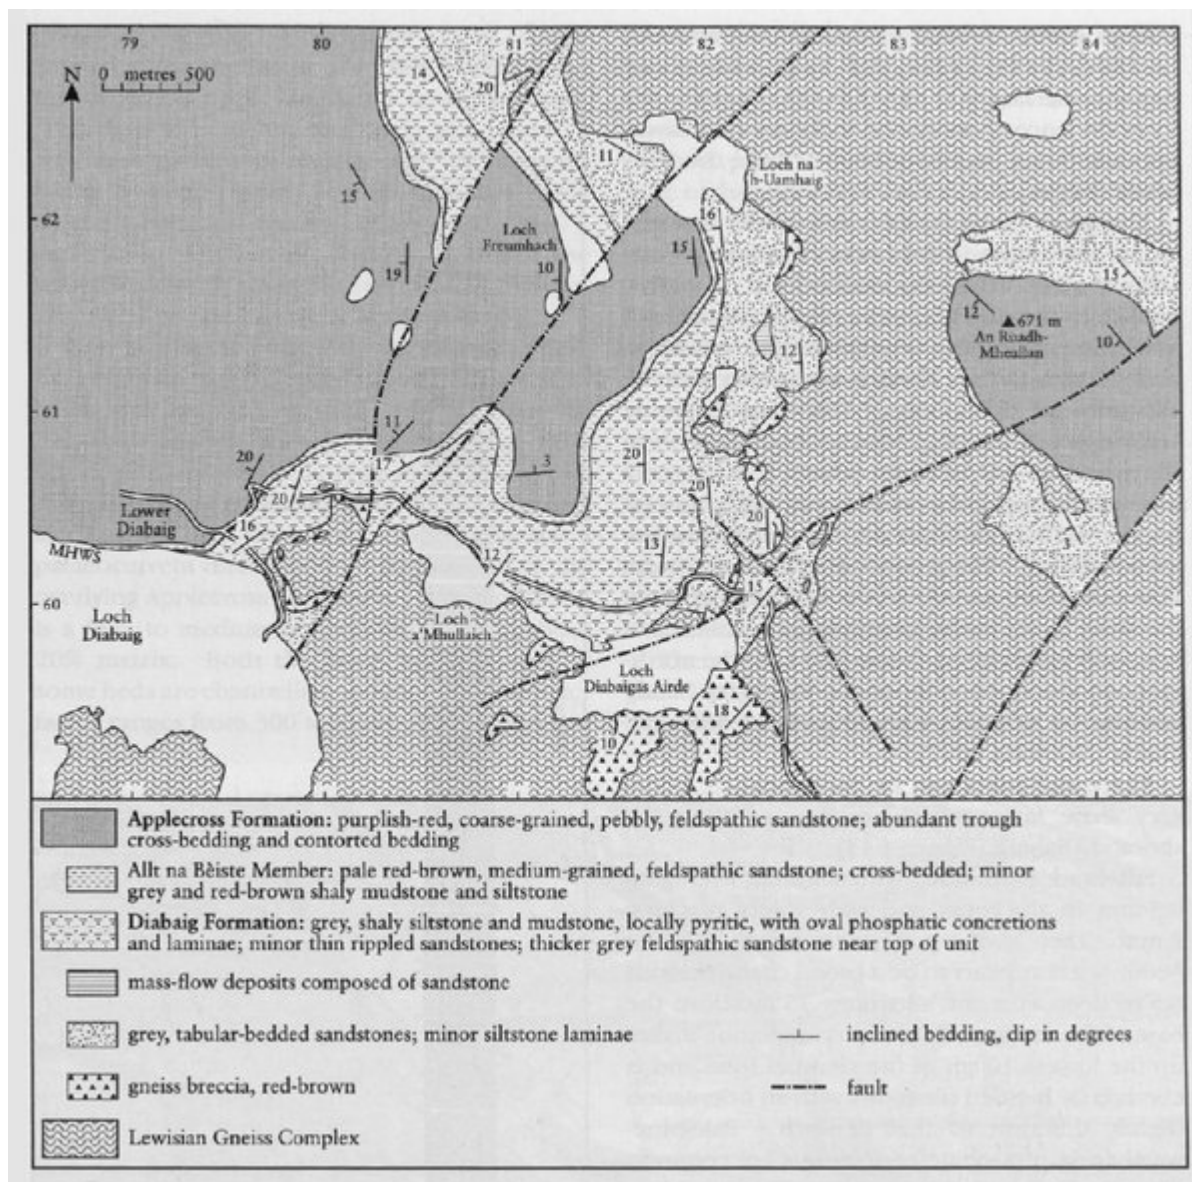 79
80
81
82
83
84
N
0 metres 500
14
20
11
Loch na
h-Uamhaig
15
16
62
Loch
Freumhach
15
19
10
15
12
671 m
An Ruadh-
Mheallan
10
12
61
11
20
17
3
20
20
20
Lower
Diabaig
16
20
MHWS
12
13
3
15
60
Loch
Diabaig
Loch
a'Mhullaich
Loch
Diabaigas Airde
18
10
Applecross Formation: purplish-red, coarse-grained, pebbly, feldspathic sandstone; abundant trough
cross-bedding and contorted bedding
Allt na Bèiste Member: pale red-brown, medium-grained, feldspathic sandstone; cross-bedded; minor
grey and red-brown shaly mudstone and siltstone
Diabaig Formation: grey, shaly siltstone and mudstone, locally pyritic, with oval phosphatic concretions
and laminae; minor thin rippled sandstones; thicker grey feldspathic sandstone near top of unit
mass-flow deposits composed of sandstone
grey, tabular-bedded sandstones; minor siltstone laminae
inclined bedding, dip in degrees
gneiss breccia, red-brown
fault
Lewisian Gneiss Complex